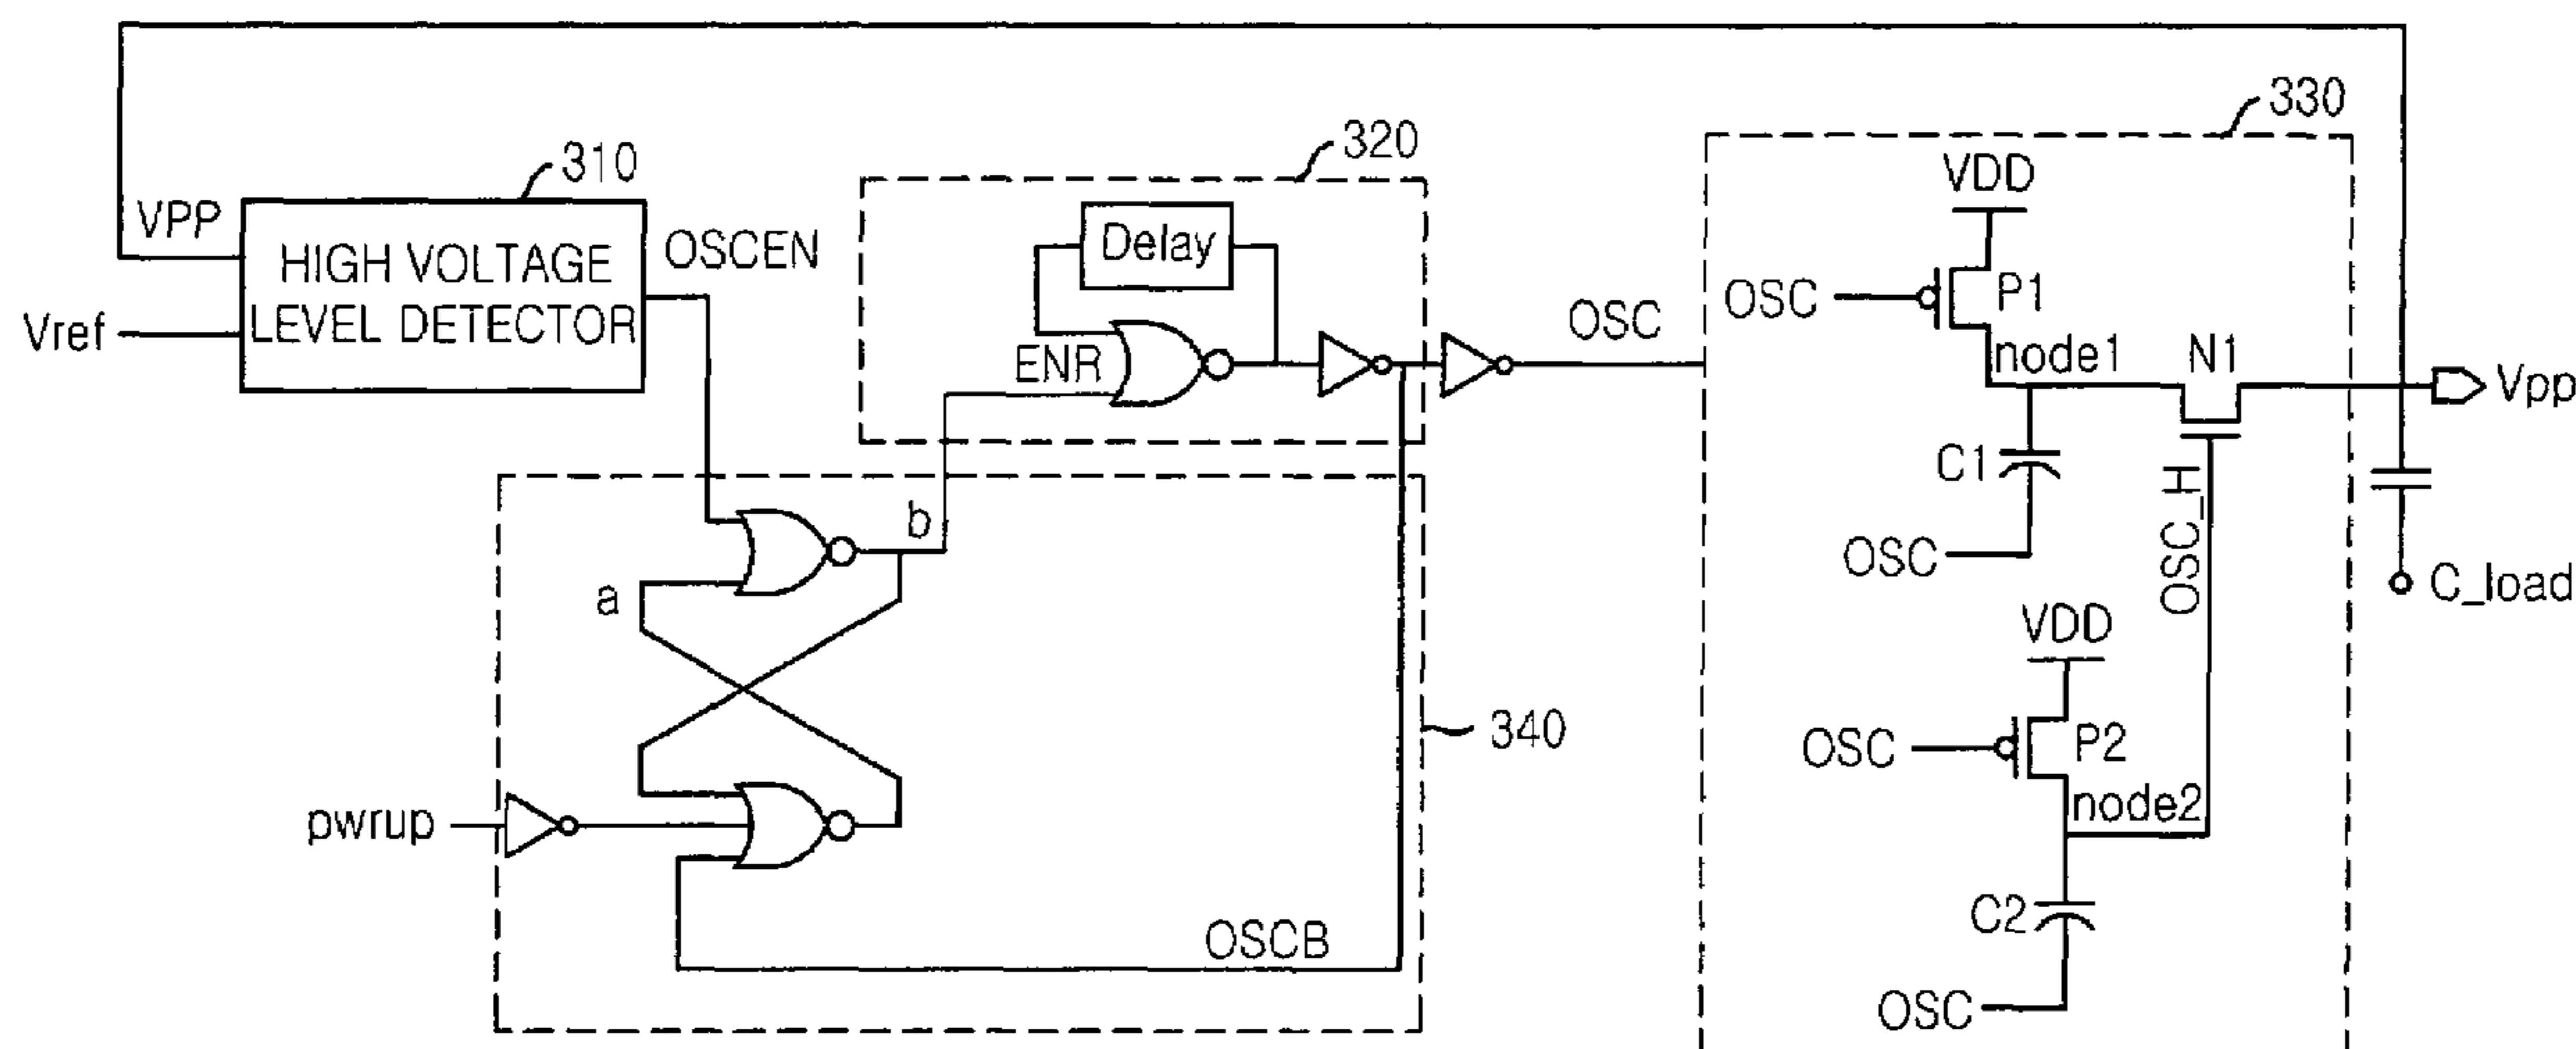 330
320
310
VDD
VPP
OSCEN
Delay
HIGH VOLTAGE
LEVEL DETECTOR
OSC
OSC
P1
Vref
ENR
node1
N1
Vpp
C1
OSC_H
b
OSC
a
C_load
VDD
340
OSC
P2
node2
pwrup
C2
OSCB
OSC